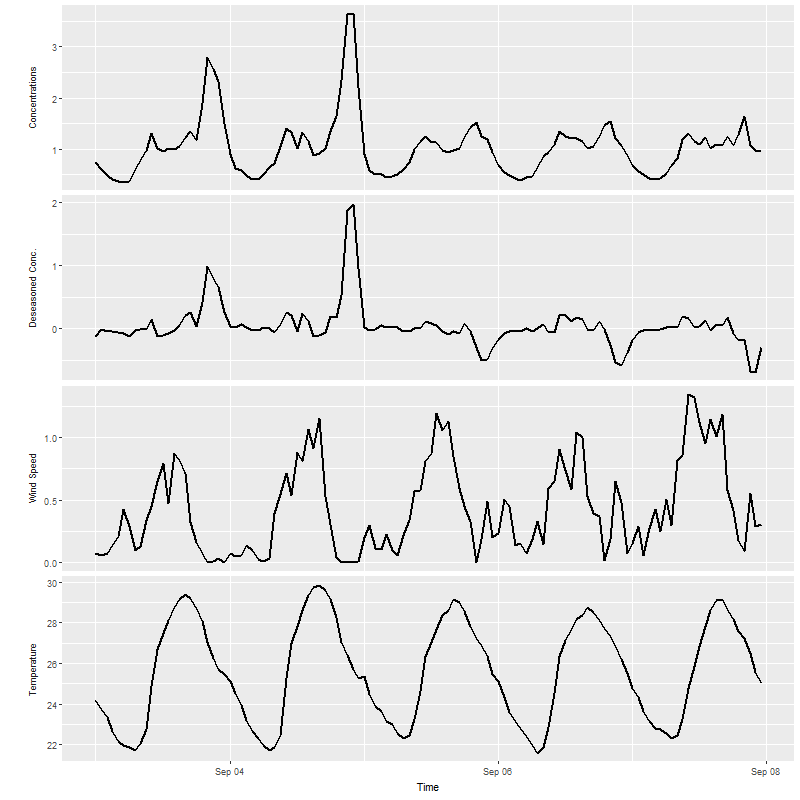 Concentrations
3
2
1
Deseasoned Conc.
2
1
0
Wind Speed
1.0
0.5
0.0
Temperature
30
28
26
24
22
Sep 04
Sep 06
Sep 08
Time